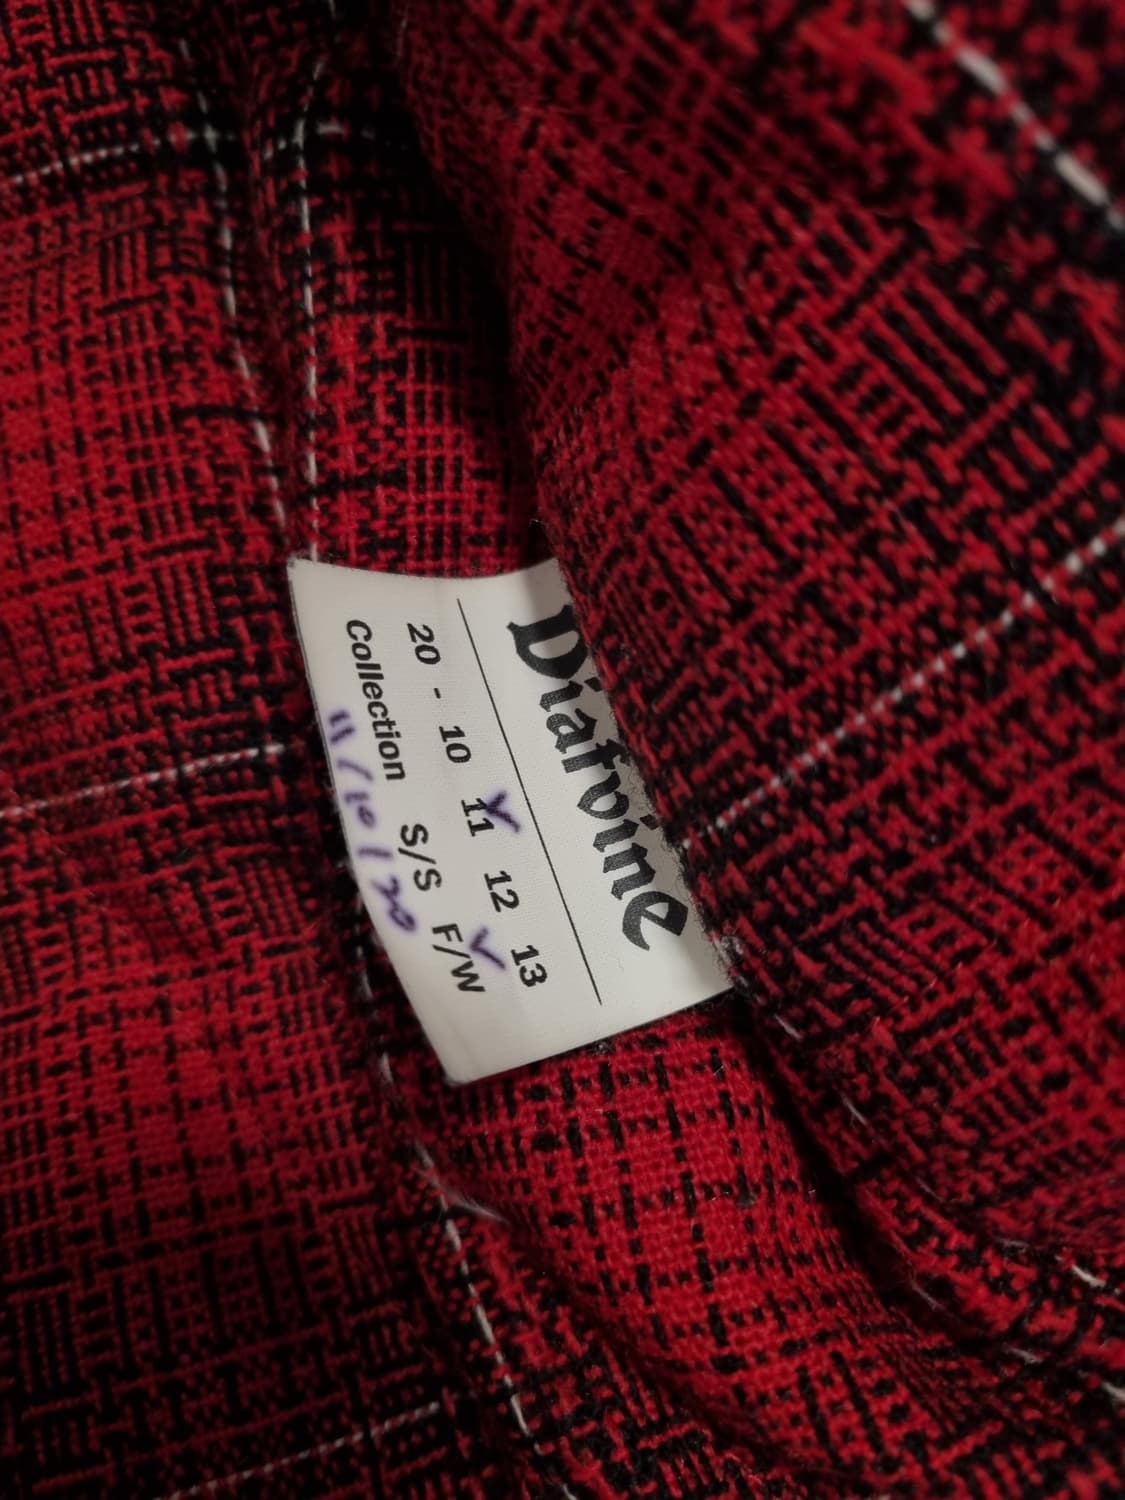 Diafvine
20 - 10 11 12 13
Collection S/S F/W
11/10/20